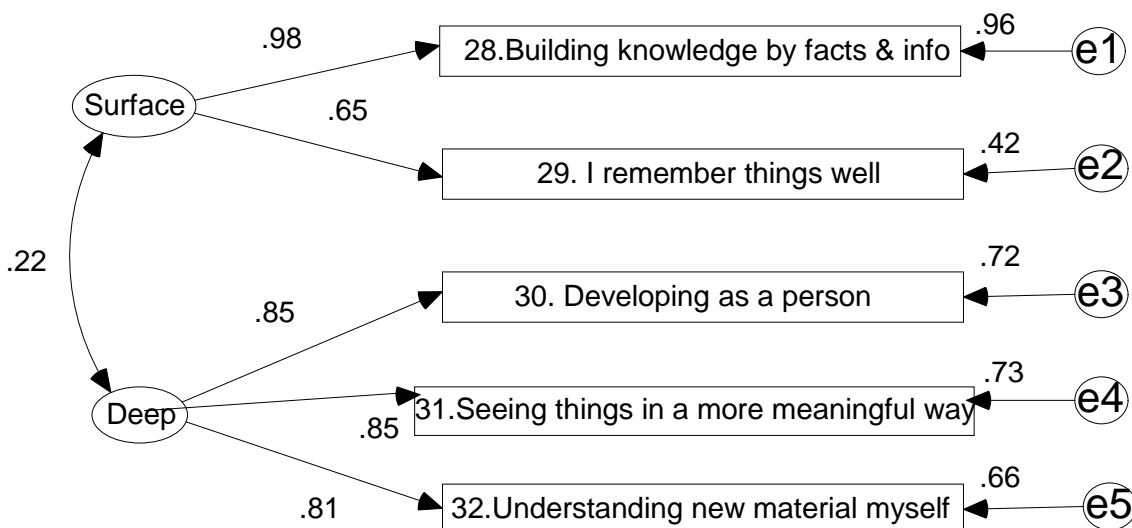 .98
28.Building knowledge by facts & info
.96
e1
Surface
.65
29. I remember things well
.42
e2
.22
.85
30. Developing as a person
.72
e3
Deep
.85
31.Seeing things in a more meaningful way
.73
e4
.81
32.Understanding new material myself
.66
e5